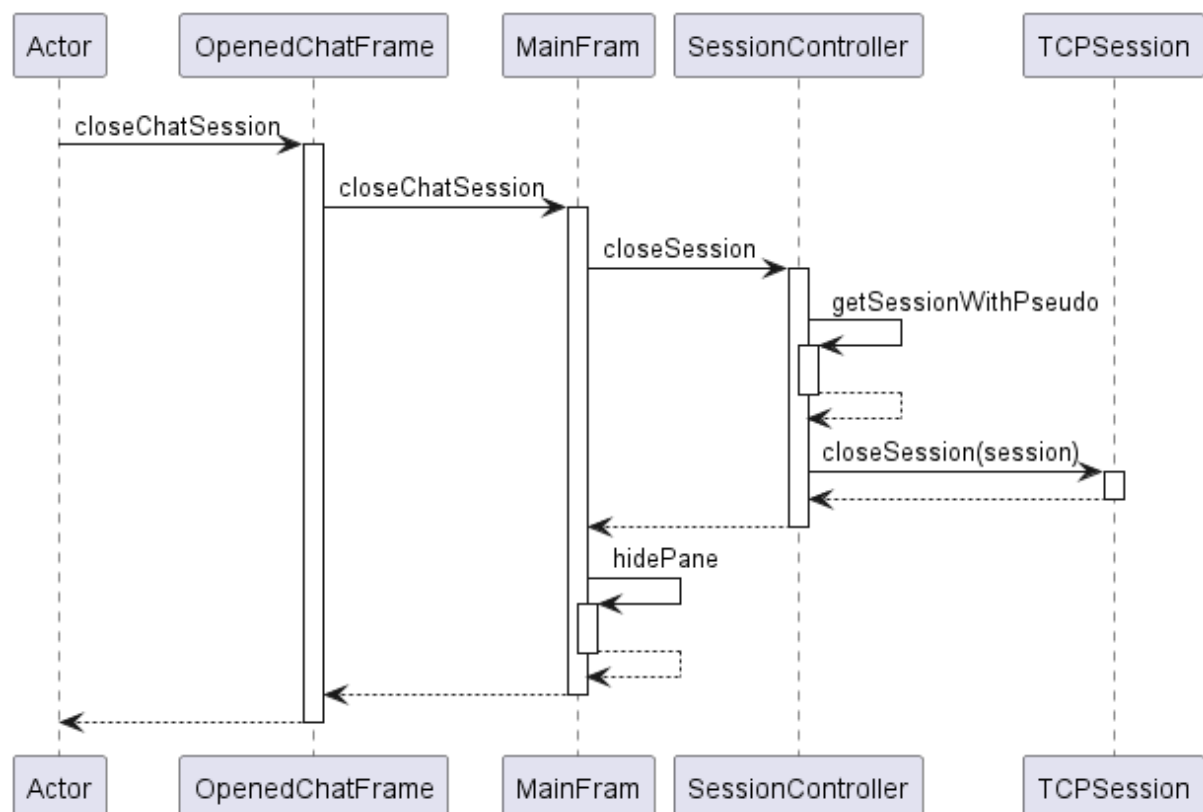 Actor OpenedChatFrame MainFram SessionController TCPSession
closeChatSession
closeChatSession
closeSession
getSessionWithPseudo
closeSession(session)
hidePane
Actor OpenedChatFrame MainFram SessionController TCPSession